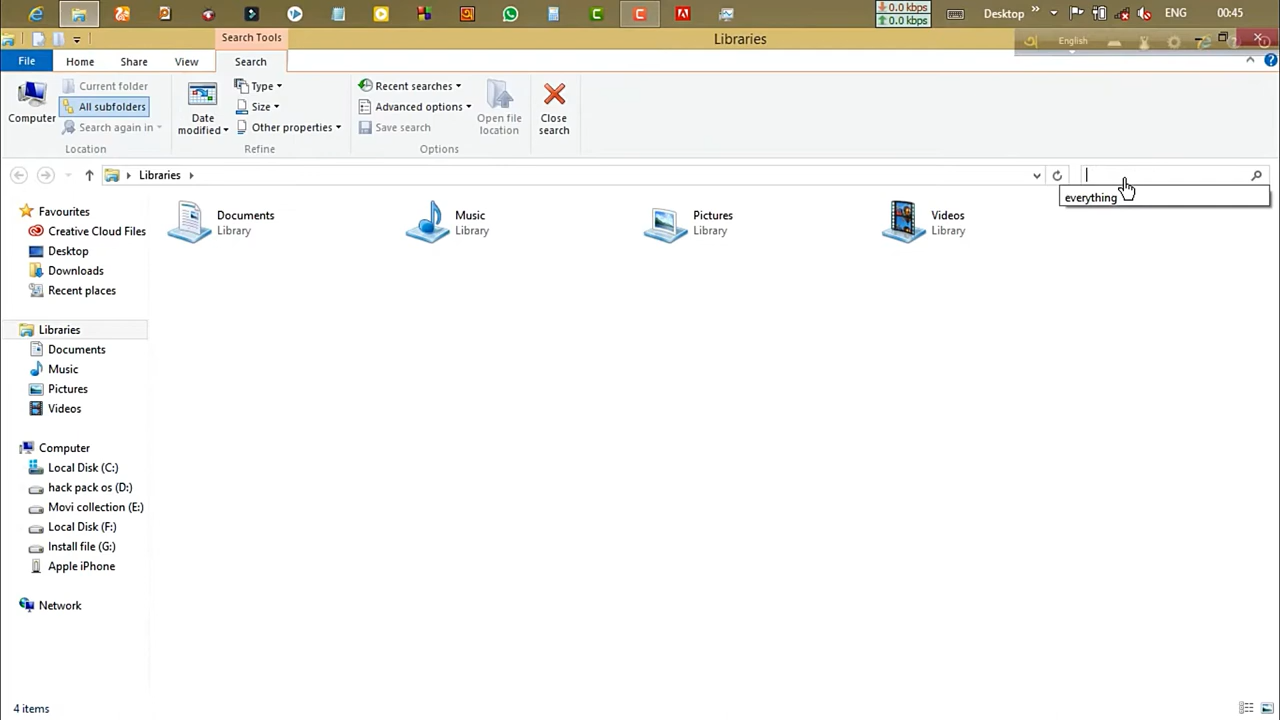 0.0 kbps
0.0 kbps
Desktop
ENG
00:45
Search Tools
Libraries
English
File
Home
Share
View
Search
Computer
Current folder
All subfolders
Search again in
Location
Date modified
Type
Size
Other properties
Refine
Recent searches
Advanced options
Save search
Options
Open file location
Close search
Libraries
everything
Favourites
Creative Cloud Files
Desktop
Downloads
Recent places
Libraries
Documents
Music
Pictures
Videos
Computer
Local Disk (C:)
hack pack os (D:)
Movi collection (E:)
Local Disk (F:)
Install file (G:)
Apple iPhone
Network
Documents
Library
Music
Library
Pictures
Library
Videos
Library
4 items